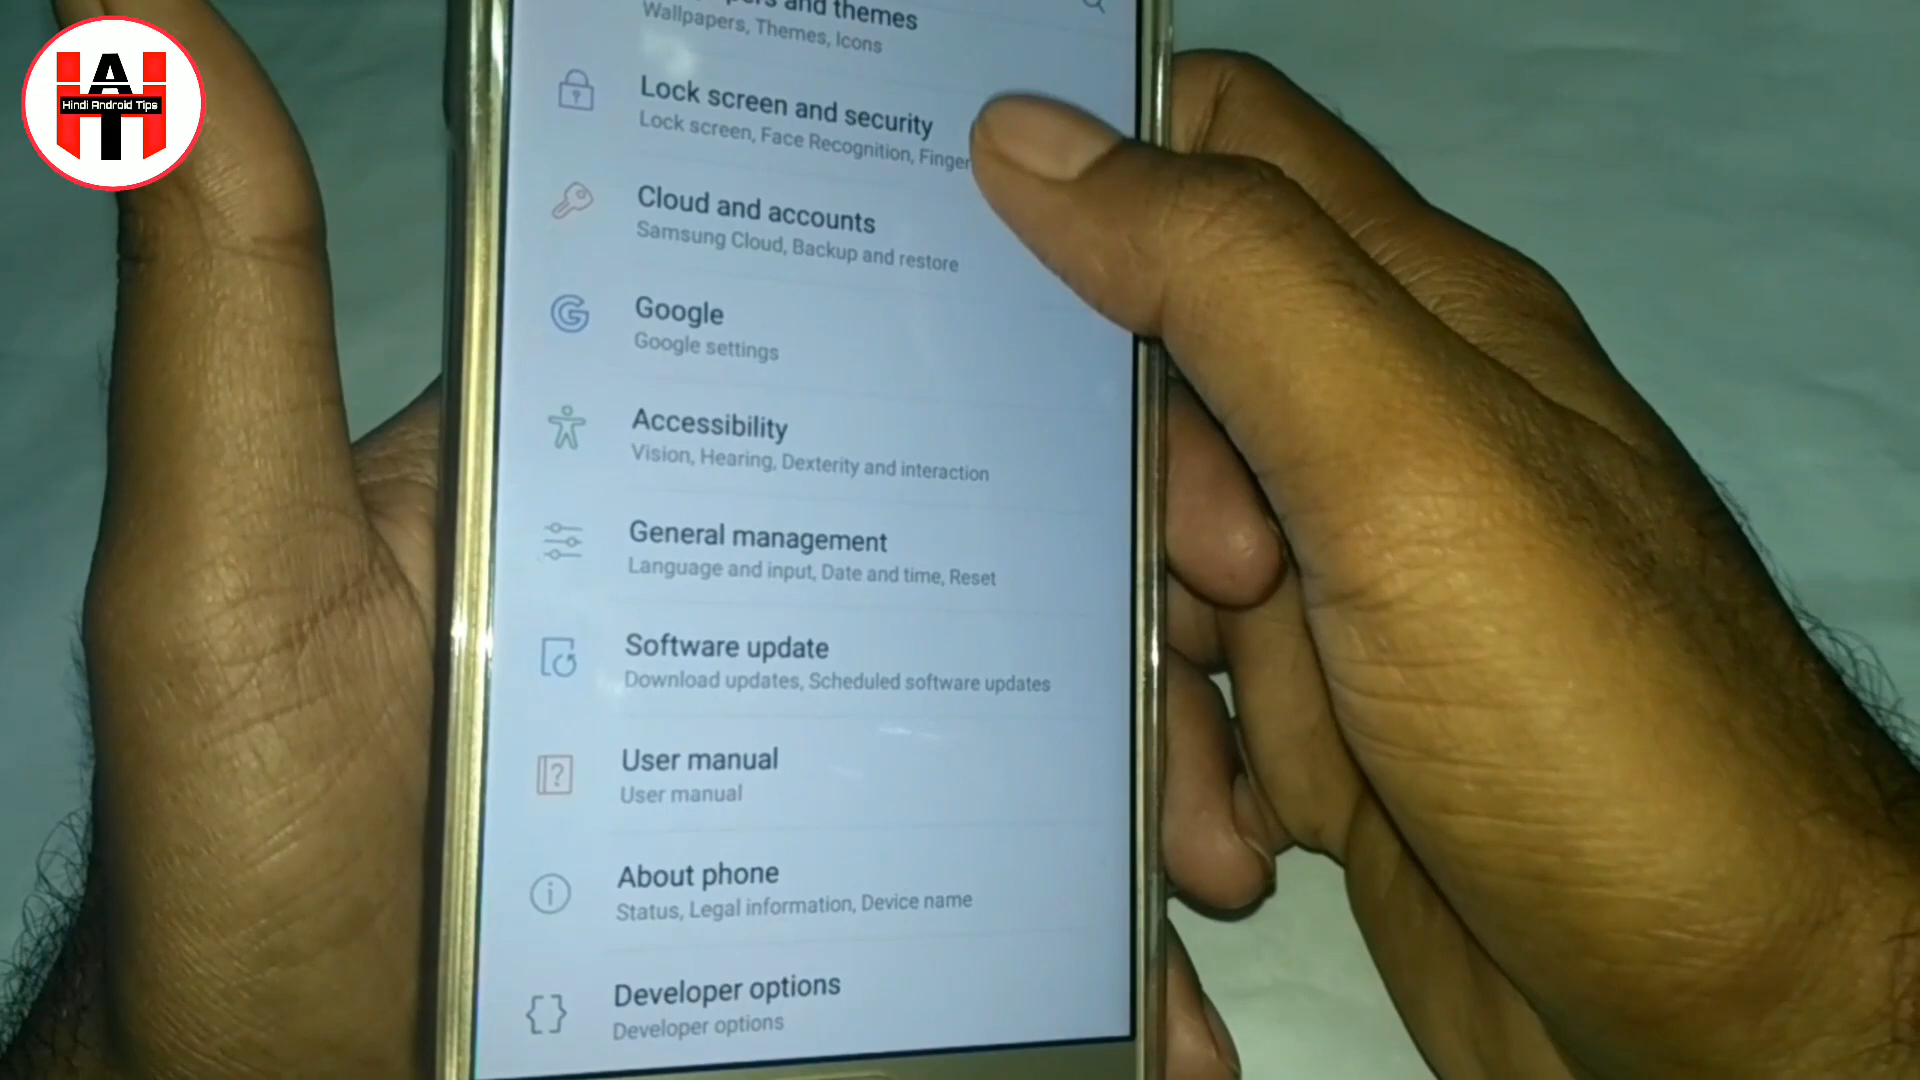 Hindi Android Tips
and themes
Wallpapers, Themes, Icons
Lock screen and security
Lock screen, Face Recognition, Finger
Cloud and accounts
Samsung Cloud, Backup and restore
Google
Google settings
Accessibility
Vision, Hearing, Dexterity and interaction
General management
Language and input, Date and time, Reset
Software update
Download updates, Scheduled software updates
User manual
User manual
About phone
Status, Legal information, Device name
Developer options
Developer options